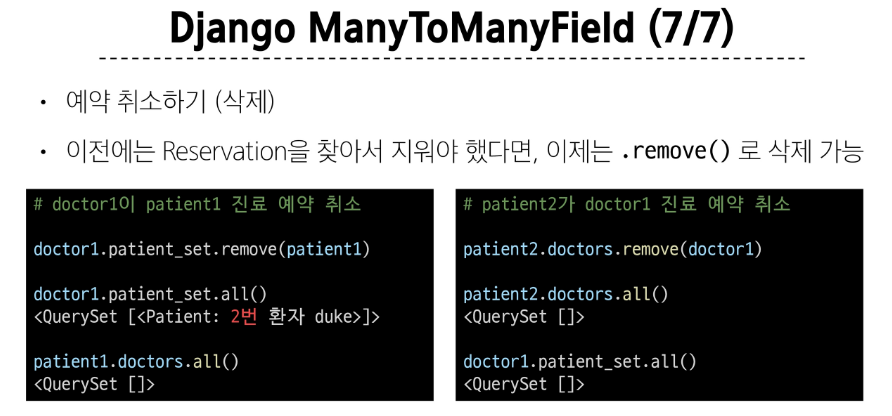 Django ManyToManyField (7/7)
• 예약 취소하기 (삭제)
• 이전에는 Reservation을 찾아서 지워야 했다면, 이제는 .remove() 로 삭제 가능
# doctor1이 patient1 진료 예약 취소
doctor1.patient_set.remove(patient1)
doctor1.patient_set.all()
<QuerySet [<Patient: 2번 환자 duke>]>
patient1.doctors.all()
<QuerySet []>
# patient2가 doctor1 진료 예약 취소
patient2.doctors.remove(doctor1)
patient2.doctors.all()
<QuerySet []>
doctor1.patient_set.all()
<QuerySet []>